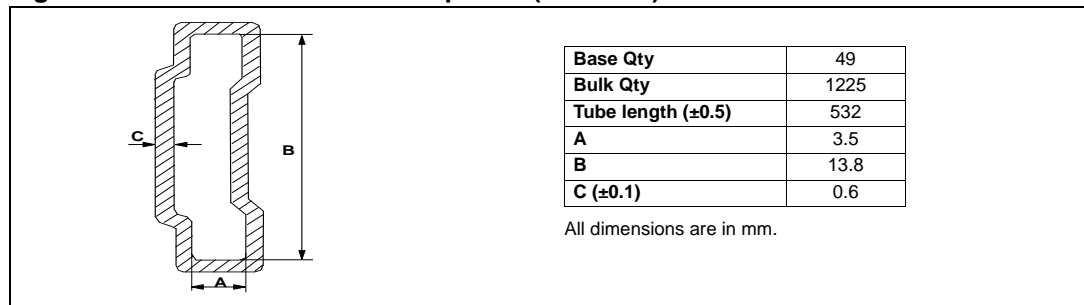 C
B
A
Base Qty 49
Bulk Qty 1225
Tube length (±0.5) 532
A 3.5
B 13.8
C (±0.1) 0.6
All dimensions are in mm.